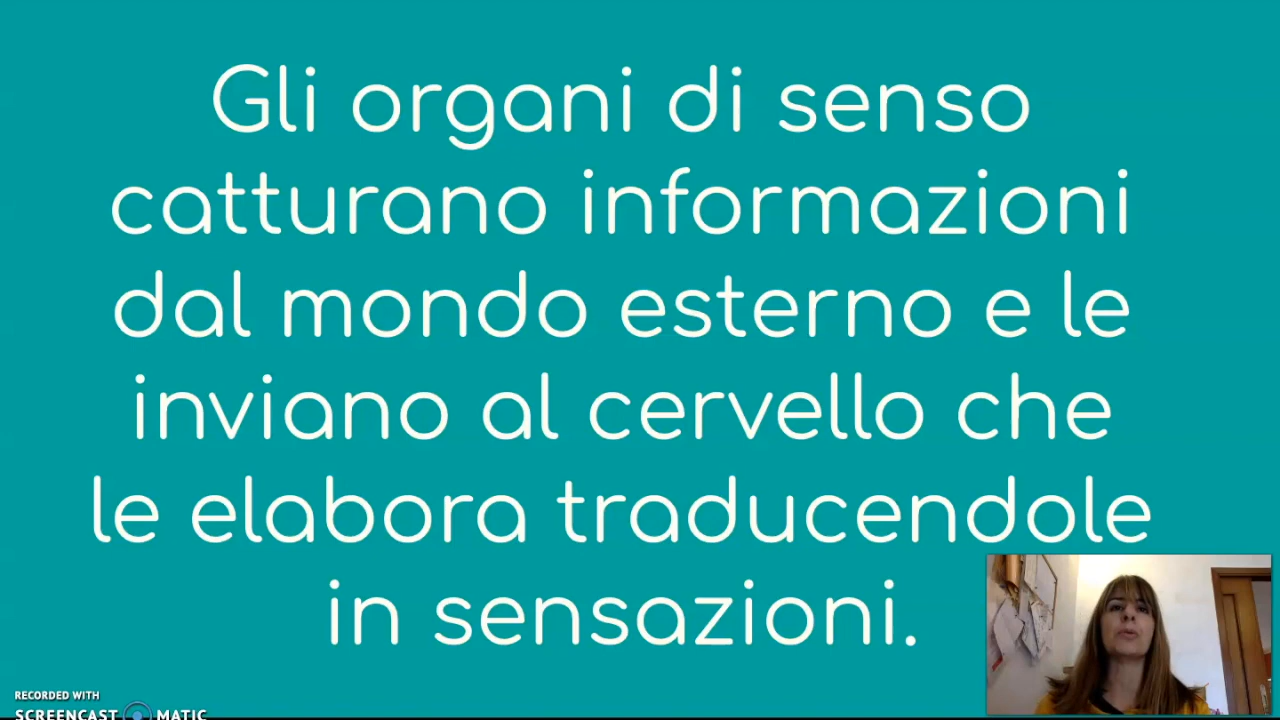 Gli organi di senso
catturano informazioni
dal mondo esterno e le
inviano al cervello che
le elabora traducendole
in sensazioni.
RECORDED WITH
SCREENCAST MATIC